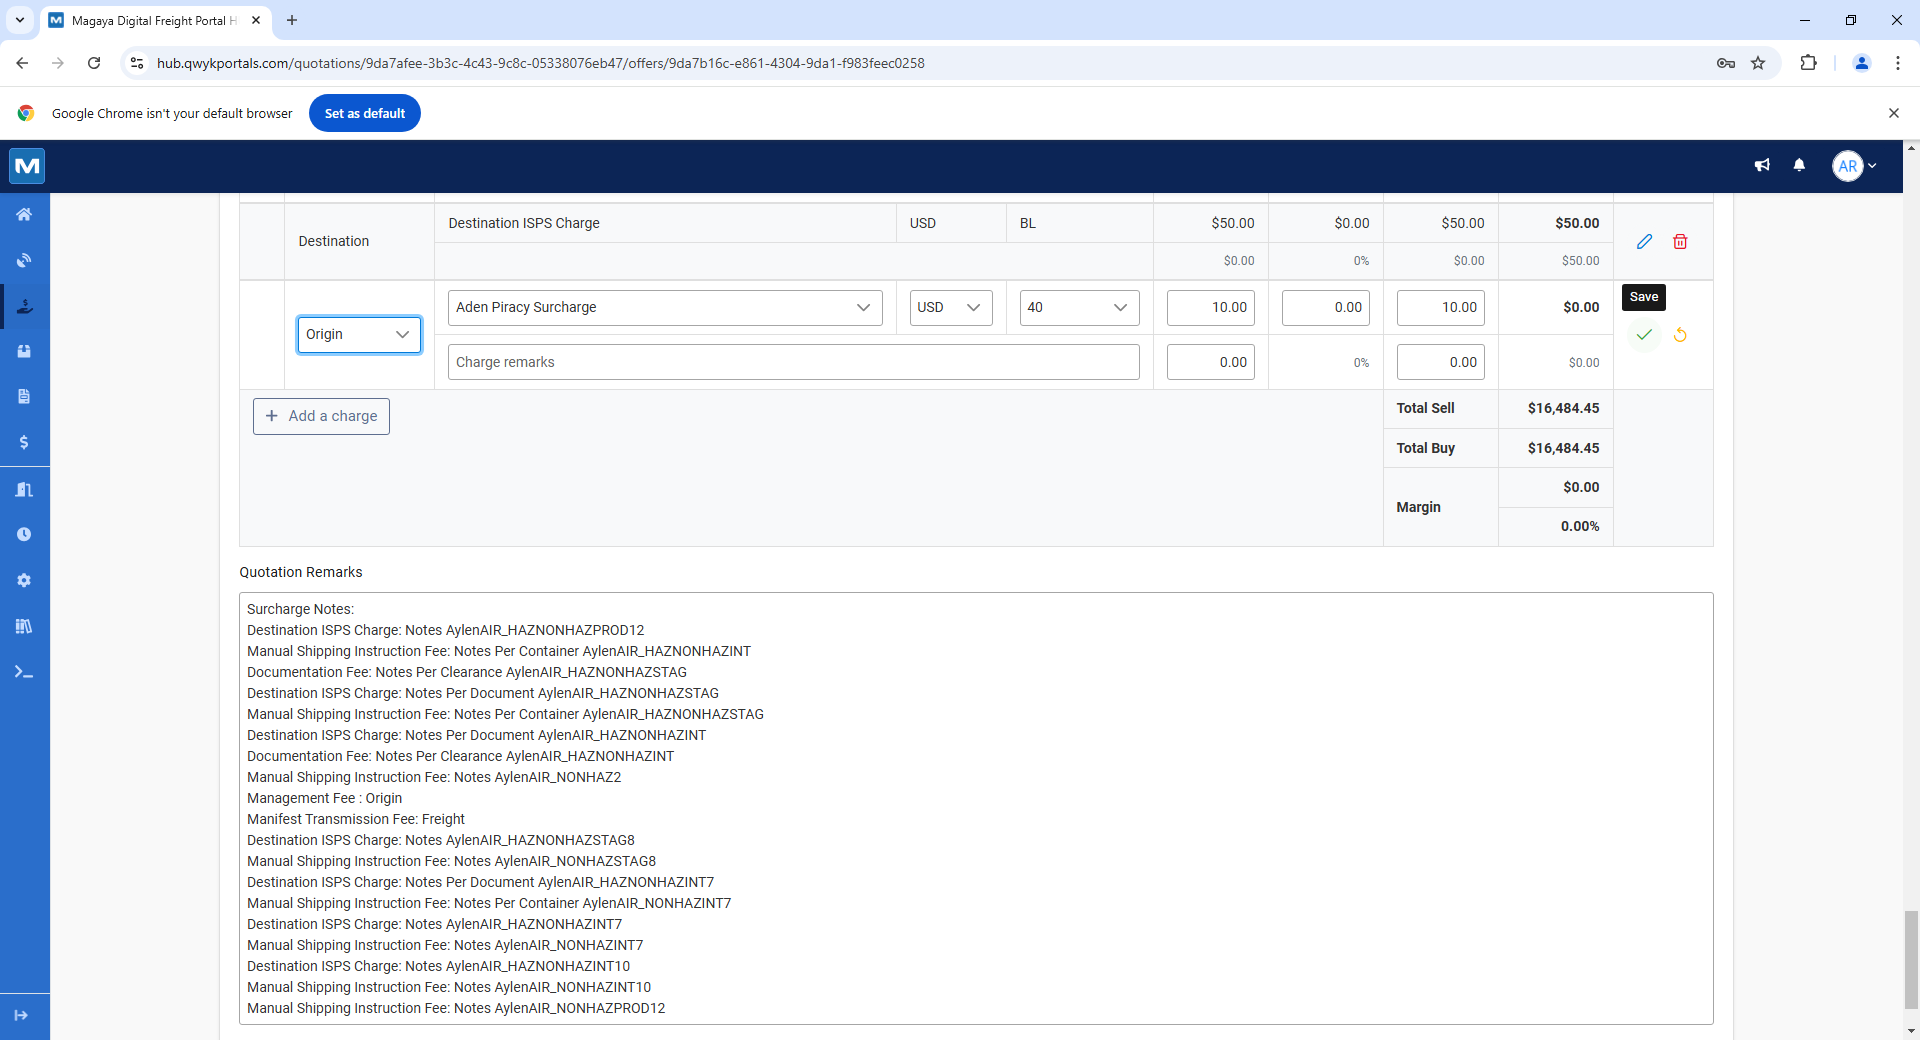 Magaya Digital Freight Portal H
hub.qwykportals.com/quotations/9da7afee-3b3c-4c43-9c8c-05338076eb47/offers/9da7b16c-e861-4304-9da1-f983feec0258
Google Chrome isn't your default browser
Set as default
AR
Destination
Destination ISPS Charge
USD
BL
$50.00
$0.00
$50.00
$50.00
$0.00
0%
$0.00
$50.00
Origin
Aden Piracy Surcharge
USD
40
10.00
0.00
10.00
$0.00
Save
Charge remarks
0.00
0%
0.00
$0.00
Add a charge
Total Sell
$16,484.45
Total Buy
$16,484.45
Margin
$0.00
0.00%
Quotation Remarks
Surcharge Notes:
Destination ISPS Charge: Notes AylenAIR_HAZNONHAZPROD12
Manual Shipping Instruction Fee: Notes Per Container AylenAIR_HAZNONHAZINT
Documentation Fee: Notes Per Clearance AylenAIR_HAZNONHAZSTAG
Destination ISPS Charge: Notes Per Document AylenAIR_HAZNONHAZSTAG
Manual Shipping Instruction Fee: Notes Per Container AylenAIR_HAZNONHAZSTAG
Destination ISPS Charge: Notes Per Document AylenAIR_HAZNONHAZINT
Documentation Fee: Notes Per Clearance AylenAIR_HAZNONHAZINT
Manual Shipping Instruction Fee: Notes AylenAIR_NONHAZ2
Management Fee : Origin
Manifest Transmission Fee: Freight
Destination ISPS Charge: Notes AylenAIR_HAZNONHAZSTAG8
Manual Shipping Instruction Fee: Notes AylenAIR_NONHAZSTAG8
Destination ISPS Charge: Notes Per Document AylenAIR_HAZNONHAZINT7
Manual Shipping Instruction Fee: Notes Per Container AylenAIR_NONHAZINT7
Destination ISPS Charge: Notes AylenAIR_HAZNONHAZINT7
Manual Shipping Instruction Fee: Notes AylenAIR_NONHAZINT7
Destination ISPS Charge: Notes AylenAIR_HAZNONHAZINT10
Manual Shipping Instruction Fee: Notes AylenAIR_NONHAZINT10
Manual Shipping Instruction Fee: Notes AylenAIR_NONHAZPROD12